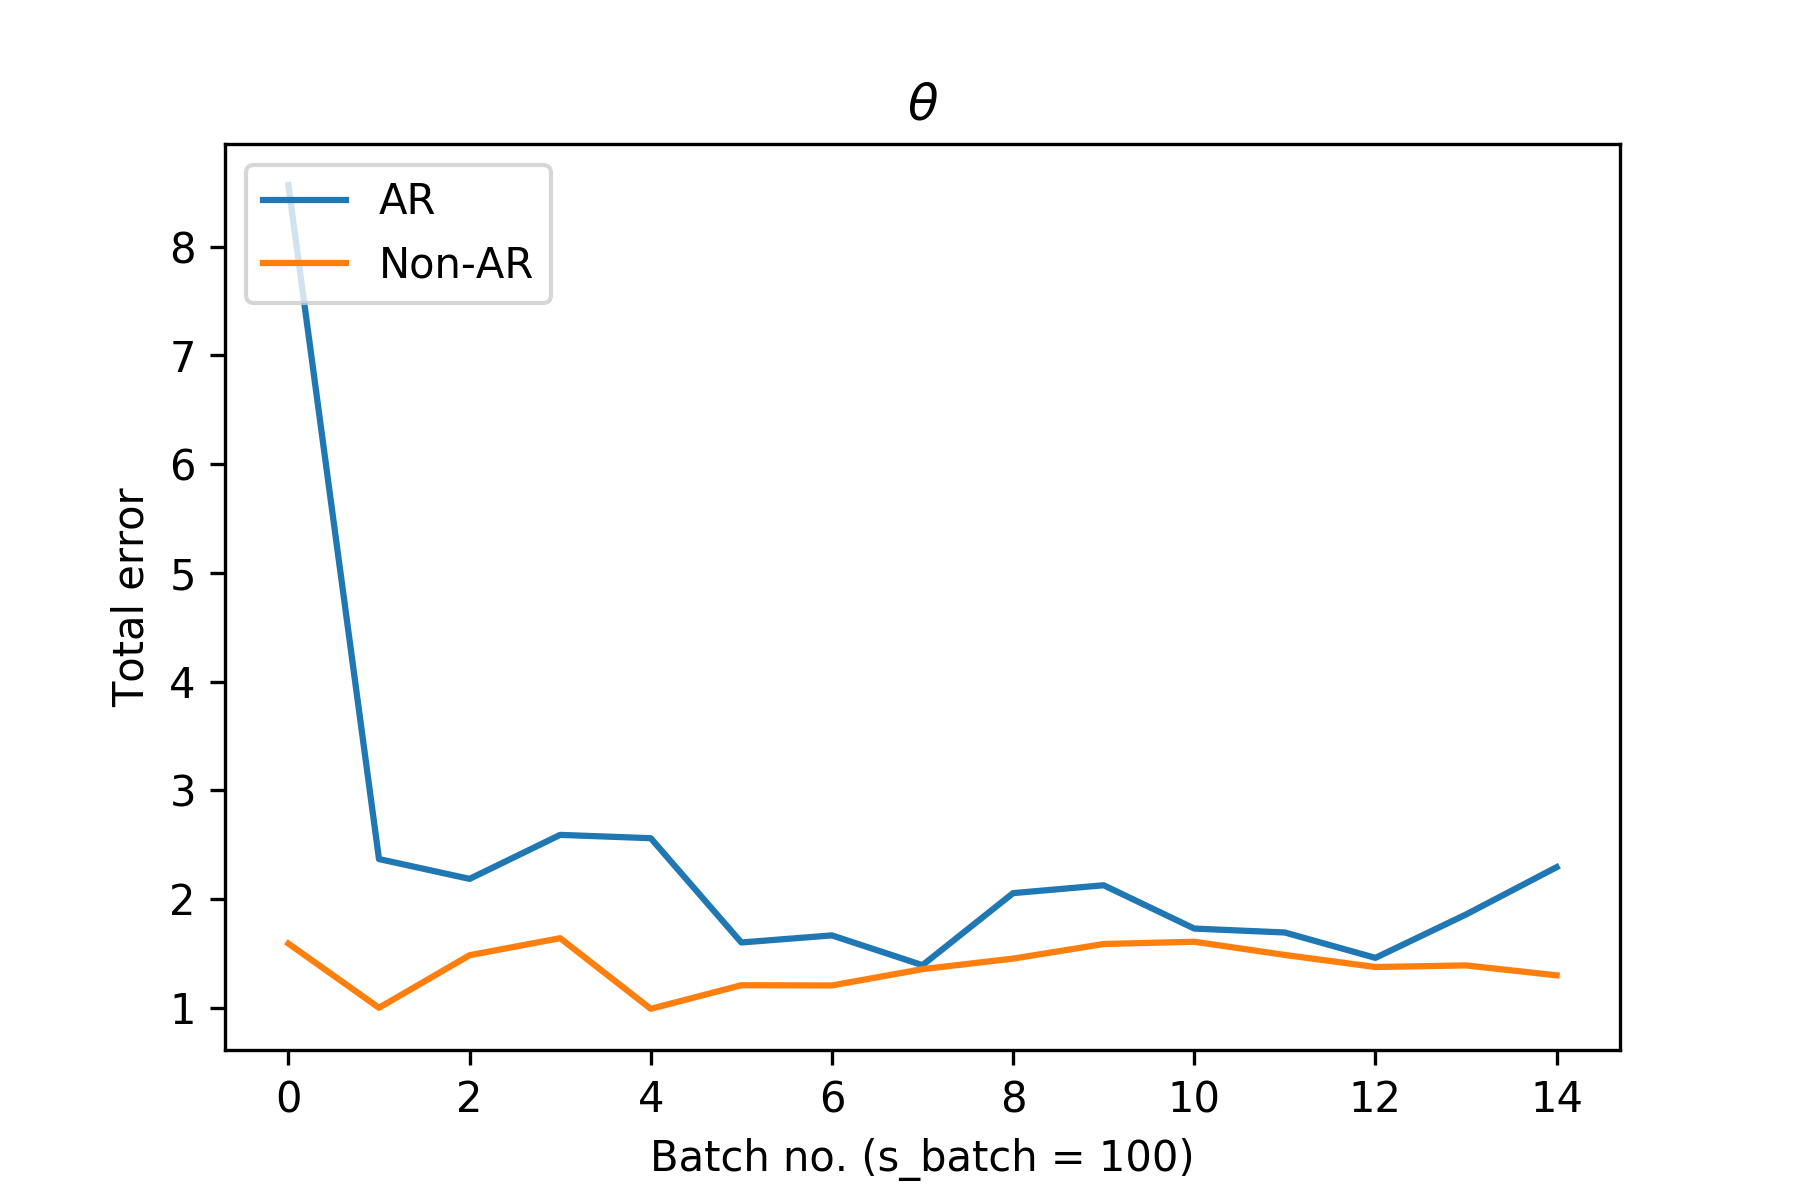 θ
AR
Non-AR
8
7
6
5
4
3
2
1
Total error
0 2 4 6 8 10 12 14
Batch no. (s_batch = 100)